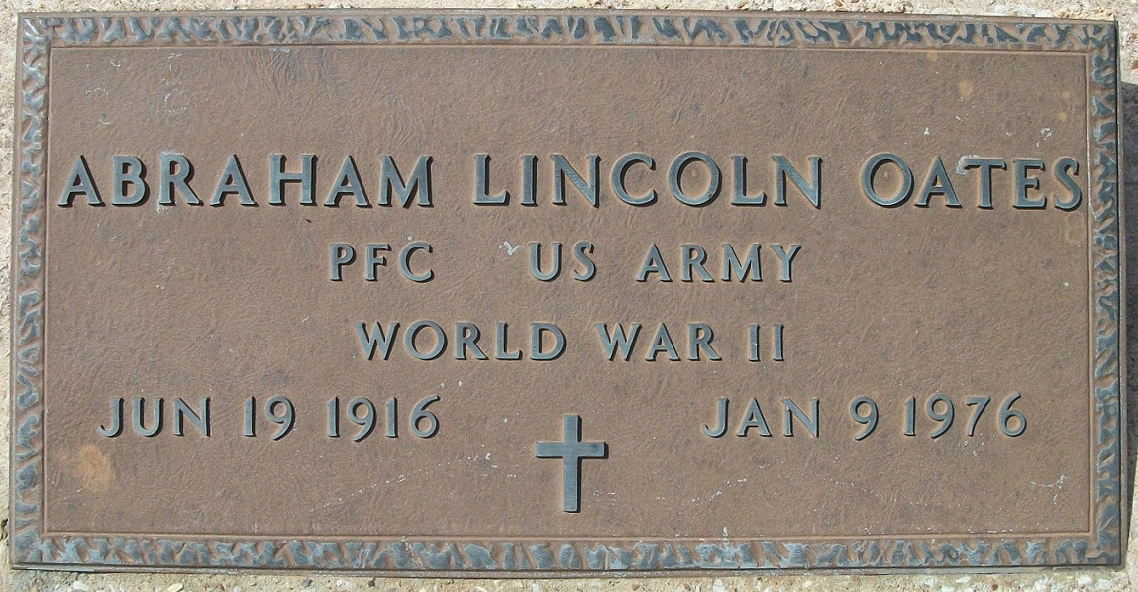 ABRAHAM LINCOLN OATES
PFC US ARMY
WORLD WAR II
JUN 19 1916 JAN 9 1976